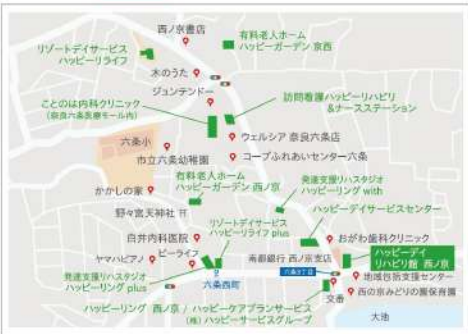 西ノ京書店
有料老人ホーム
ハッピーガーデン 京西
リゾートデイサービス
ハッピーリライフ
木のうた
ジュンテンドー
訪問看護ハッピーリハビリ
&ナースステーション
ことのは内科クリニック
(奈良六条医療モール内)
ウェルシア 奈良六条店
六条小
市立六条幼稚園
コープふれあいセンター六条
有料老人ホーム
ハッピーガーデン 西ノ京
発達支援リハスタジオ
ハッピーリング with
かかしの家
野々宮天神社
リゾートデイサービス
ハッピーリライフ plus
ハッピーデイサービスセンター
白井内科医院
おがわ歯科クリニック
南都銀行 西ノ京支店
ハッピーデイ
リハビリ館 西ノ京
ヤマハピアノ
ピーライフ
六条2丁目
地域包括支援センター
発達支援リハスタジオ
ハッピーリング plus
六条西町
交番
西の京みどりの園保育園
ハッピーリング 西ノ京 / ハッピーケアプランサービス
(株) ハッピーサービスグループ
大池